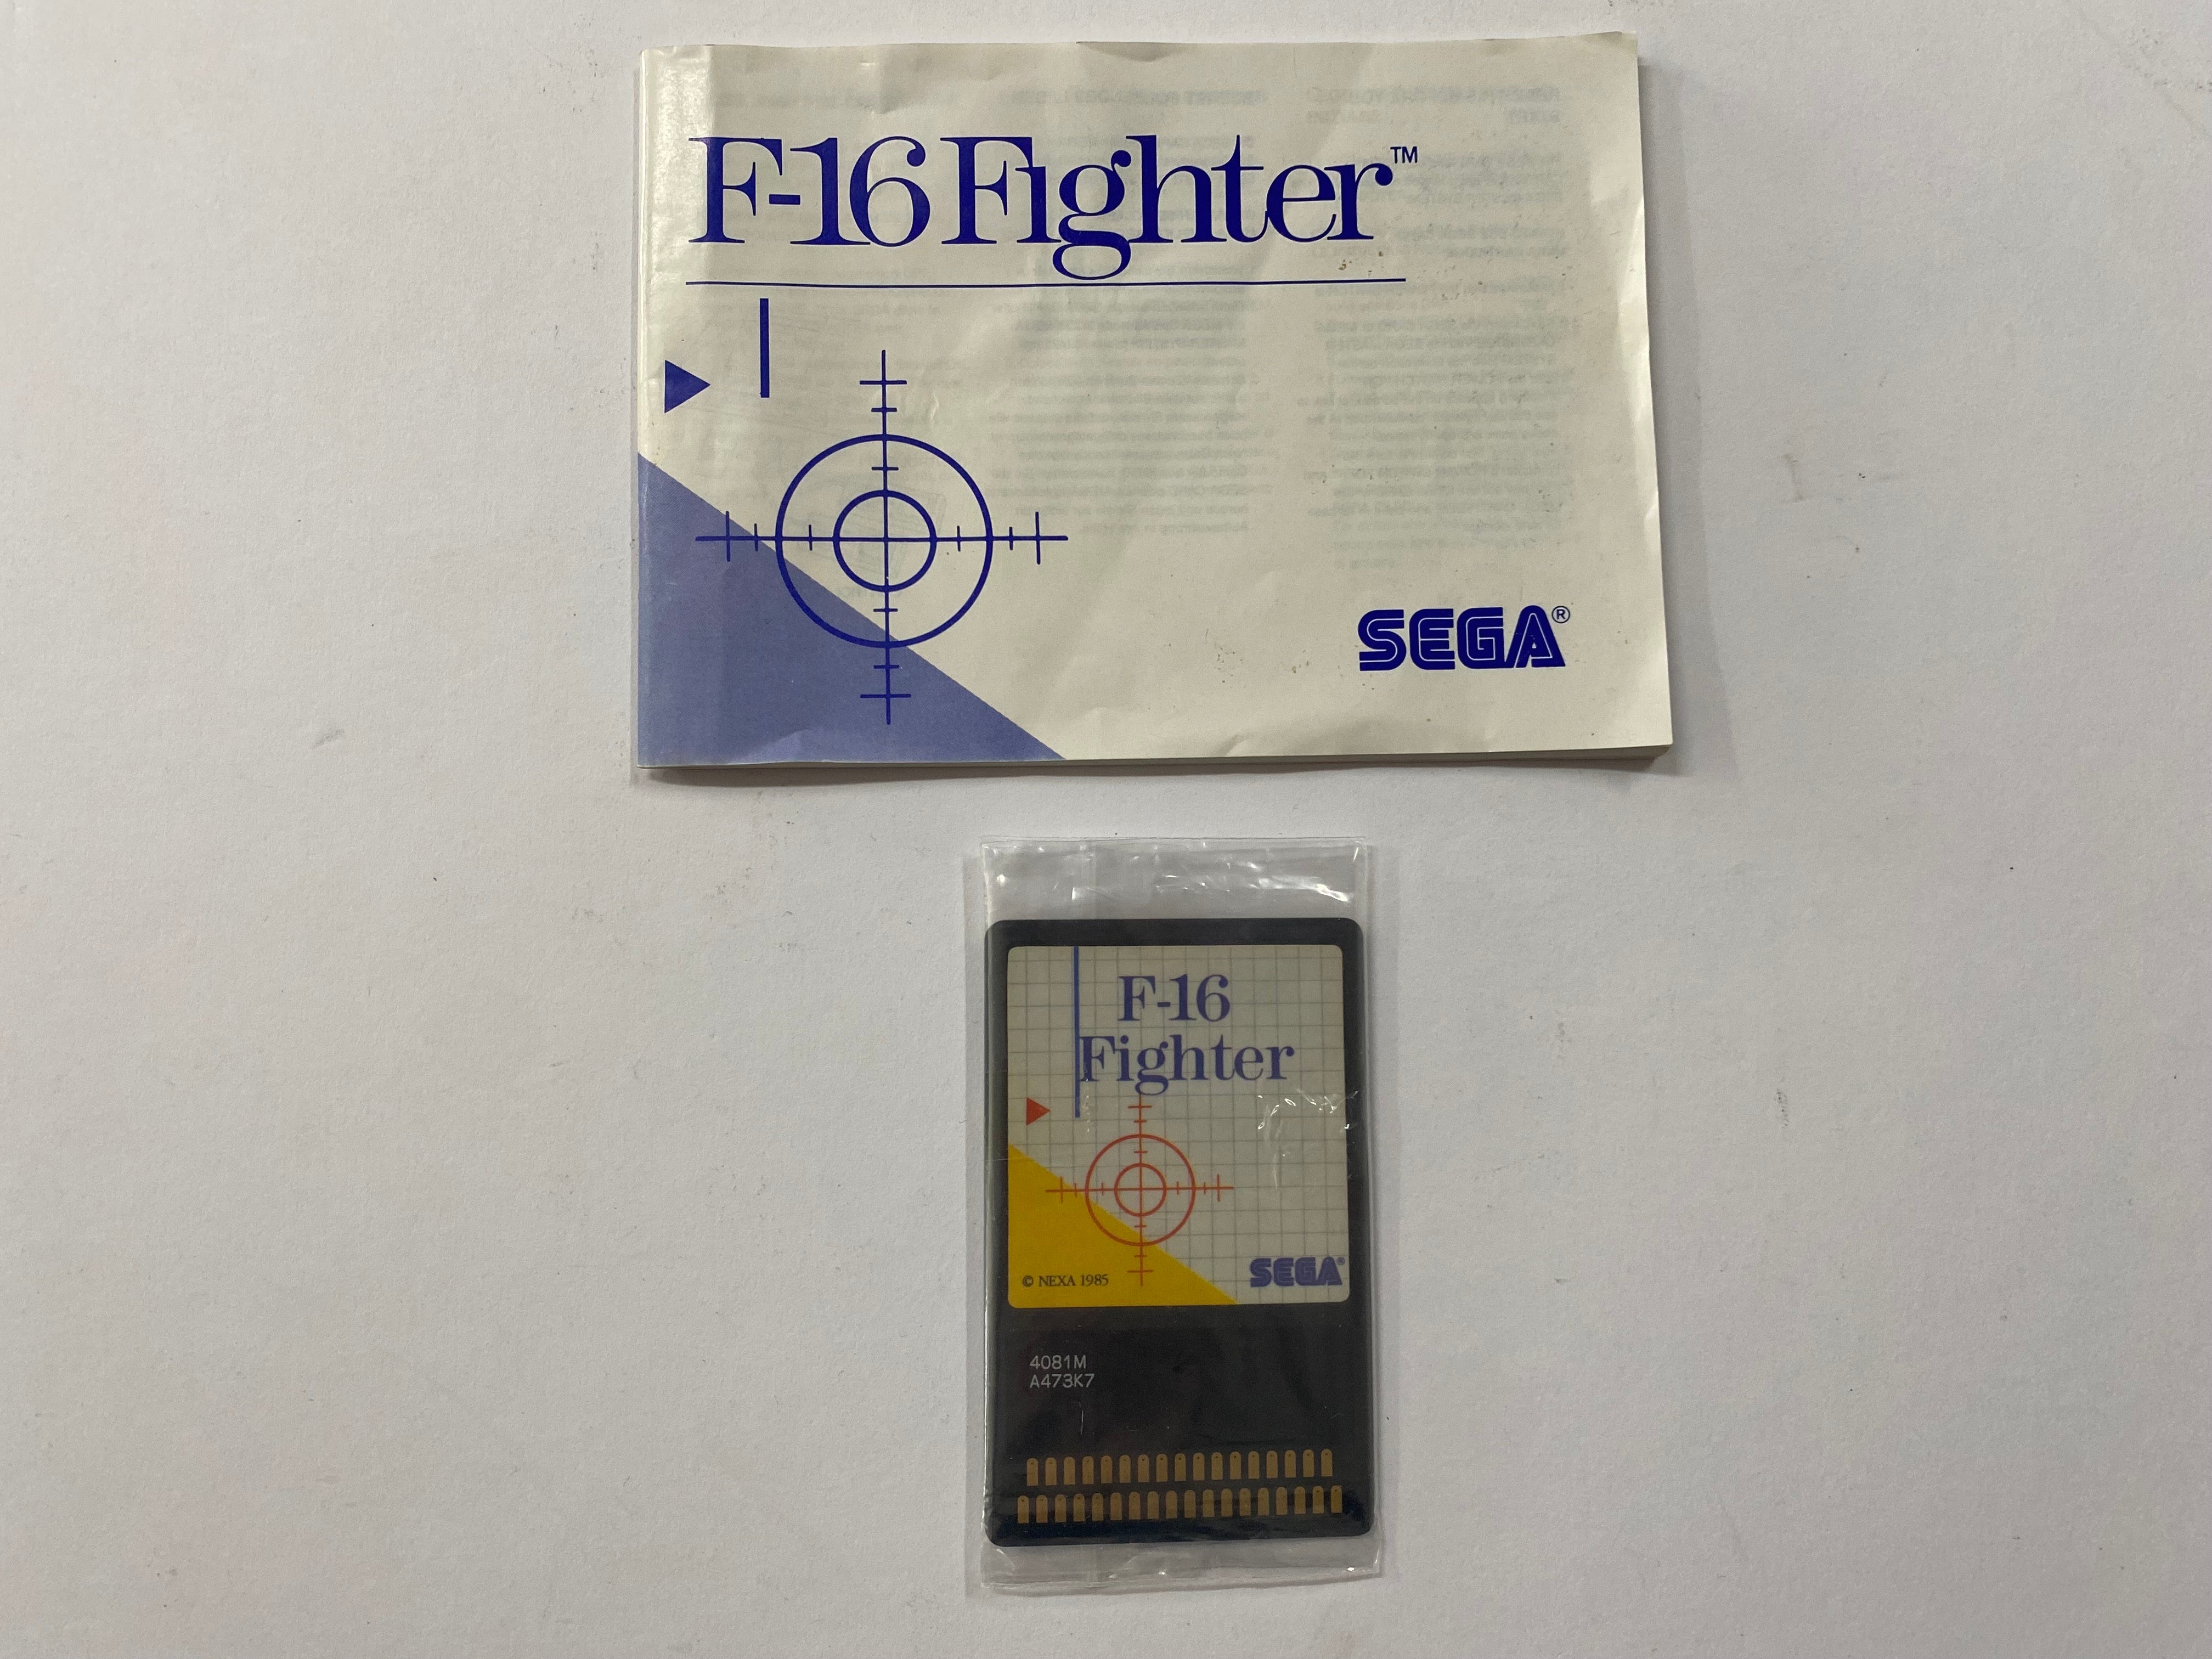 F-16 Fighter™
SEGA®
F-16
Fighter
© NEXA 1985
SEGA®
4081M
A473K7